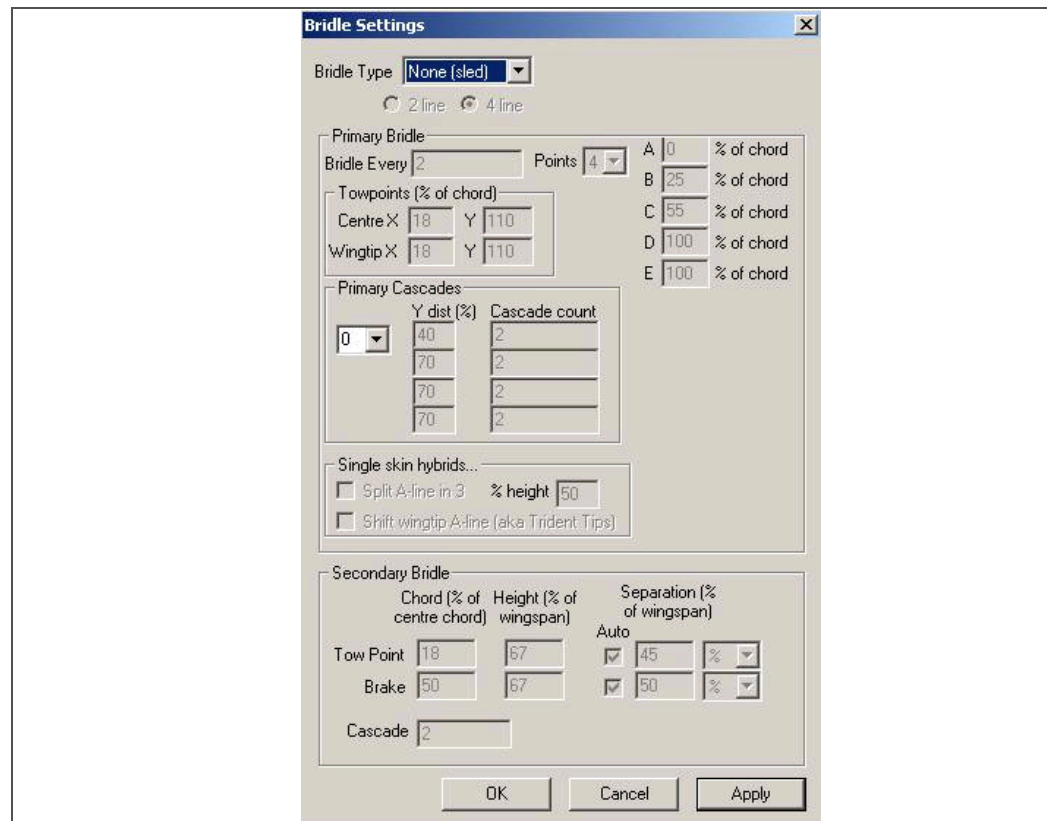 Bridle Settings
Bridle Type None (sled)
2 line 4 line
Primary Bridle
Bridle Every 2 Points 4
A 0 % of chord
B 25 % of chord
C 55 % of chord
D 100 % of chord
E 100 % of chord
Towpoints (% of chord)
Centre X 18 Y 110
Wingtip X 18 Y 110
Primary Cascades
Y dist (%) Cascade count
0 40 2
70 2
70 2
70 2
Single skin hybrids...
Split A-line in 3 % height 50
Shift wingtip A-line (aka Trident Tips)
Secondary Bridle
Chord (% of centre chord) Height (% of wingspan) Separation (% of wingspan)
Auto
Tow Point 18 67 45 %
Brake 50 67 50 %
Cascade 2
OK Cancel Apply